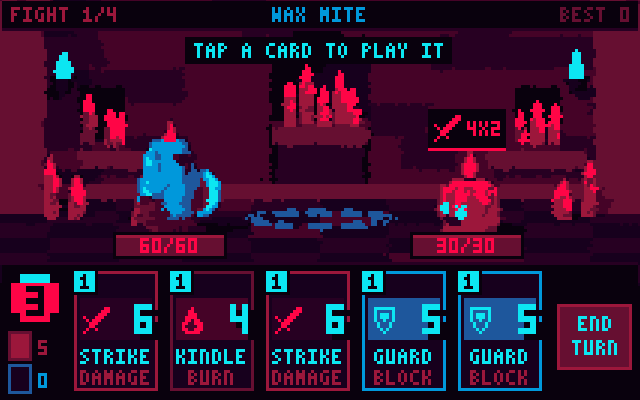 FIGHT 1/4
WAX MITE
BEST 0
TAP A CARD TO PLAY IT
4X2
60/60
30/30
3
5
0
1
6
STRIKE
DAMAGE
1
4
KINDLE
BURN
1
6
STRIKE
DAMAGE
1
5
GUARD
BLOCK
1
5
GUARD
BLOCK
END
TURN